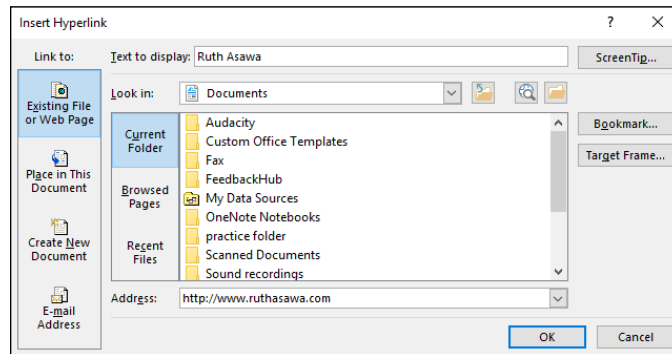 Insert Hyperlink
?
Link to:
Text to display: Ruth Asawa
ScreenTip...
Existing File
or Web Page
Look in: Documents
Current
Folder
Browsed
Pages
Recent
Files
Audacity
Custom Office Templates
Fax
FeedbackHub
My Data Sources
OneNote Notebooks
practice folder
Scanned Documents
Sound recordings
Bookmark...
Target Frame...
Place in This
Document
Create New
Document
E-mail
Address
Address: http://www.ruthasawa.com
OK Cancel